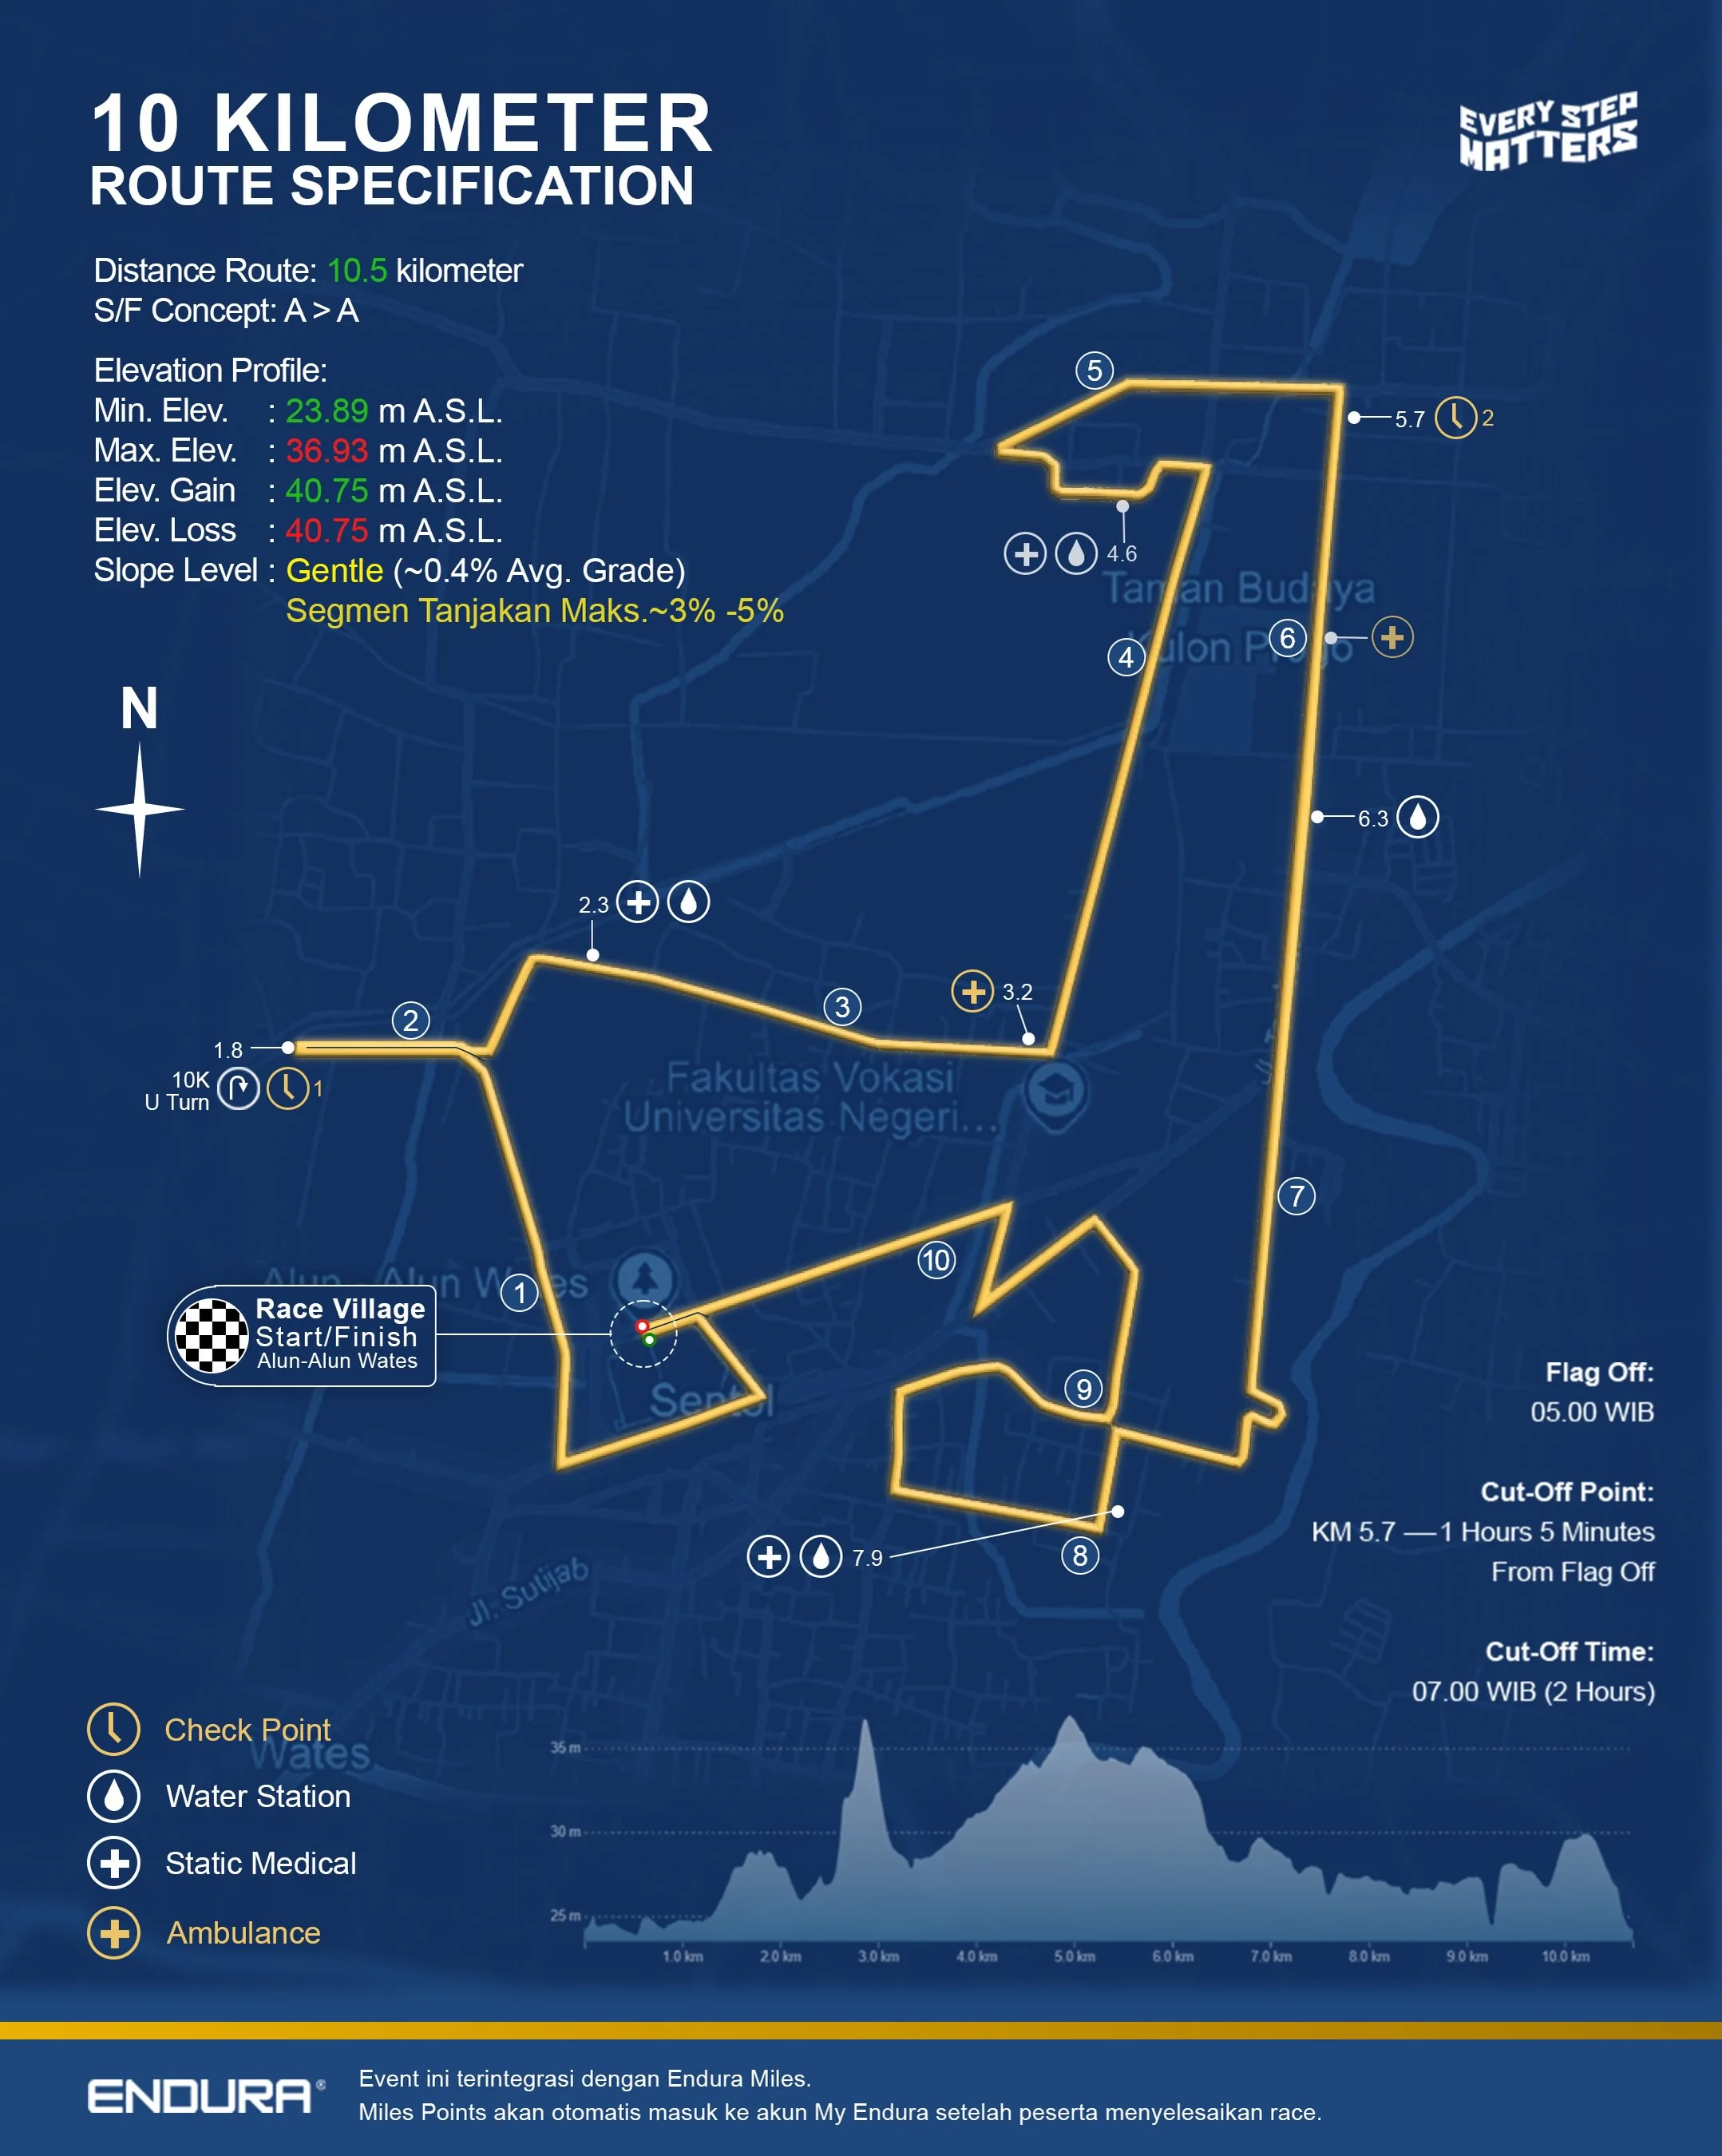 10 KILOMETER
ROUTE SPECIFICATION
EVERY STEP
MATTERS
Distance Route: 10.5 kilometer
S/F Concept: A > A
Elevation Profile:
Min. Elev. : 23.89 m A.S.L.
Max. Elev. : 36.93 m A.S.L.
Elev. Gain : 40.75 m A.S.L.
Elev. Loss : 40.75 m A.S.L.
Slope Level : Gentle (~0.4% Avg. Grade)
Segmen Tanjakan Maks.~3% -5%
N
5
5.7 2
4.6
Taman Budaya
Kulon Progo
4
6
6.3
2.3
3
3.2
2
1.8
10K
U Turn
1
Fakultas Vokasi
Universitas Negeri...
7
10
Alun - Alun Wates
1
Race Village
Start/Finish
Alun-Alun Wates
Sentol
9
7.9
8
Jl. Sutijab
Flag Off:
05.00 WIB
Cut-Off Point:
KM 5.7 — 1 Hours 5 Minutes
From Flag Off
Cut-Off Time:
07.00 WIB (2 Hours)
Check Point
Wates
Water Station
Static Medical
Ambulance
35 m
30 m
25 m
1.0 km 2.0 km 3.0 km 4.0 km 5.0 km 6.0 km 7.0 km 8.0 km 9.0 km 10.0 km
ENDURA®
Event ini terintegrasi dengan Endura Miles.
Miles Points akan otomatis masuk ke akun My Endura setelah peserta menyelesaikan race.